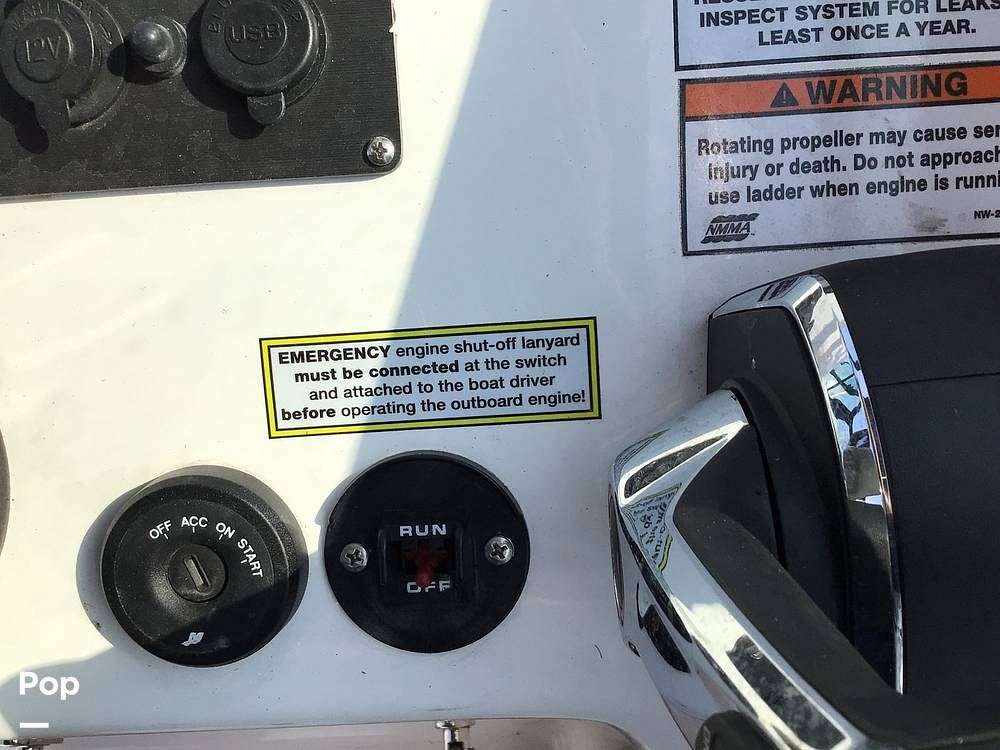 12V
USB
INSPECT SYSTEM FOR LEAKS
LEAST ONCE A YEAR.
WARNING
Rotating propeller may cause
injury or death. Do not approach
use ladder when engine is
NMMA
NW-2
EMERGENCY engine shut-off lanyard
must be connected at the switch
and attached to the boat driver
before operating the outboard engine!
OFF ACC ON START
RUN
OFF
Pop